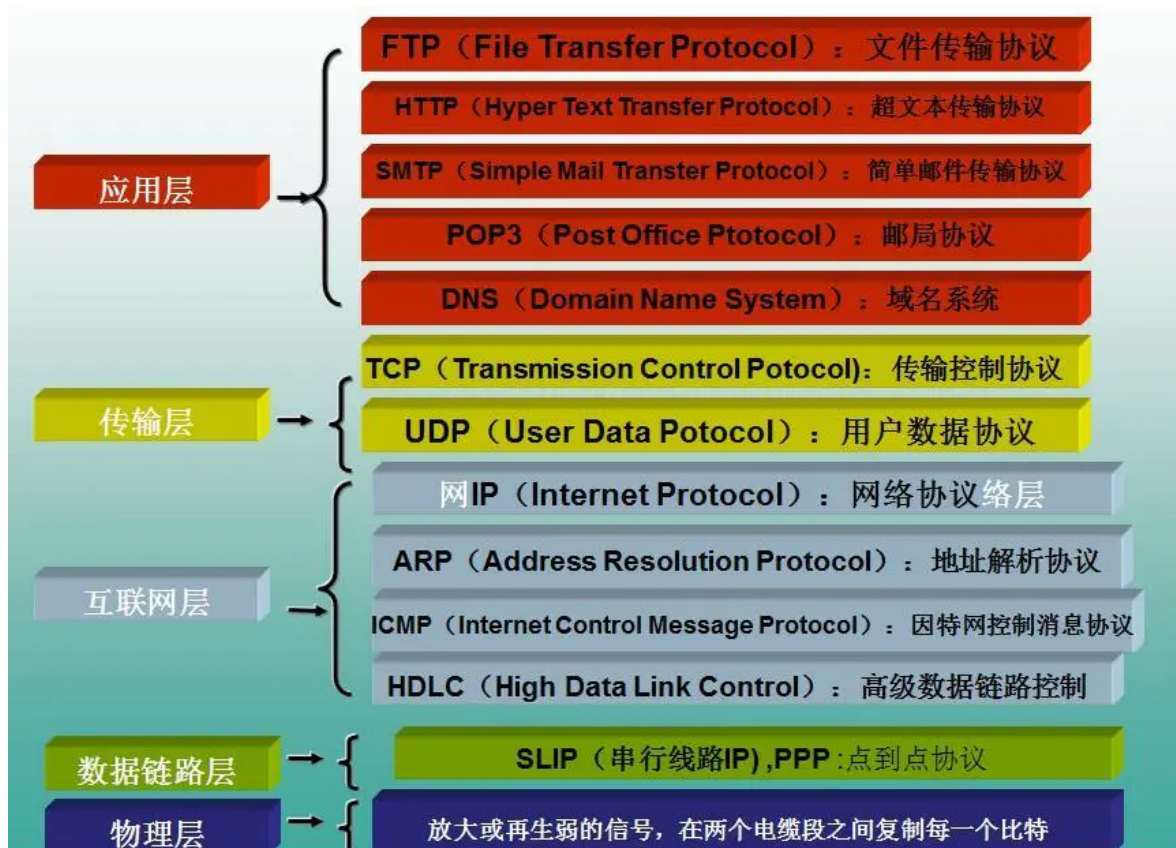 FTP（File Transfer Protocol）：文件传输协议
HTTP（Hyper Text Transfer Protocol）：超文本传输协议
应用层
SMTP（Simple Mail Transter Protocol）：简单邮件传输协议
POP3（Post Office Ptotocol）：邮局协议
DNS（Domain Name System）：域名系统
TCP（Transmission Control Potocol)：传输控制协议
传输层
UDP（User Data Potocol）：用户数据协议
网IP（Internet Protocol）：网络协议络层
ARP（Address Resolution Protocol）：地址解析协议
互联网层
ICMP（Internet Control Message Protocol）：因特网控制消息协议
HDLC（High Data Link Control）：高级数据链路控制
数据链路层
SLIP（串行线路IP) ,PPP :点到点协议
物理层
放大或再生弱的信号，在两个电缆段之间复制每一个比特